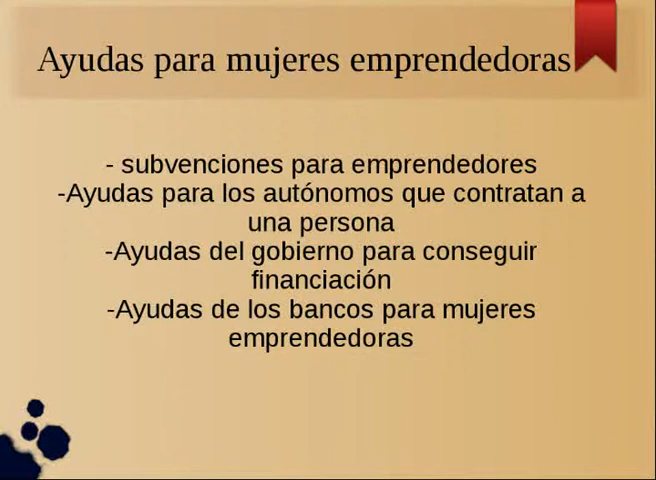 Ayudas para mujeres emprendedoras
- subvenciones para emprendedores
-Ayudas para los autónomos que contratan a
una persona
-Ayudas del gobierno para conseguir
financiación
-Ayudas de los bancos para mujeres
emprendedoras